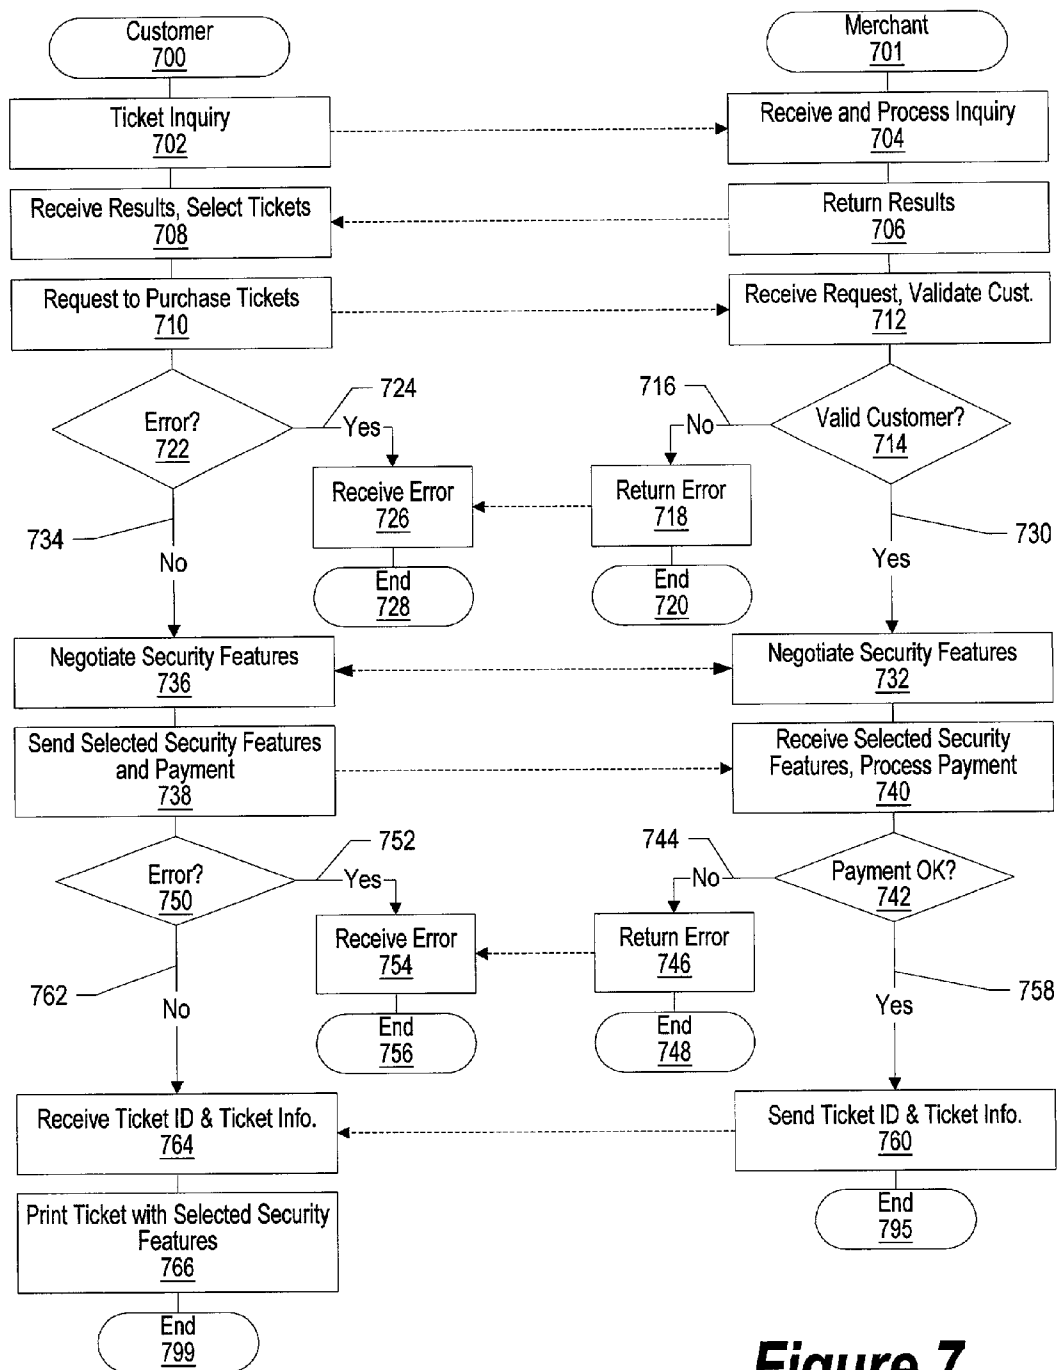 Customer
700
Merchant
701
Ticket Inquiry
702
Receive and Process Inquiry
704
Receive Results, Select Tickets
708
Return Results
706
Request to Purchase Tickets
710
Receive Request, Validate Cust.
712
724
716
Error?
722
Yes
No
Valid Customer?
714
Receive Error
726
Return Error
718
734
No
730
Yes
End
728
End
720
Negotiate Security Features
736
Negotiate Security Features
732
Send Selected Security Features
and Payment
738
Receive Selected Security
Features, Process Payment
740
752
744
Error?
750
Yes
No
Payment OK?
742
Receive Error
754
Return Error
746
762
No
758
Yes
End
756
End
748
Receive Ticket ID & Ticket Info.
764
Send Ticket ID & Ticket Info.
760
Print Ticket with Selected Security
Features
766
End
795
End
799
Figure 7